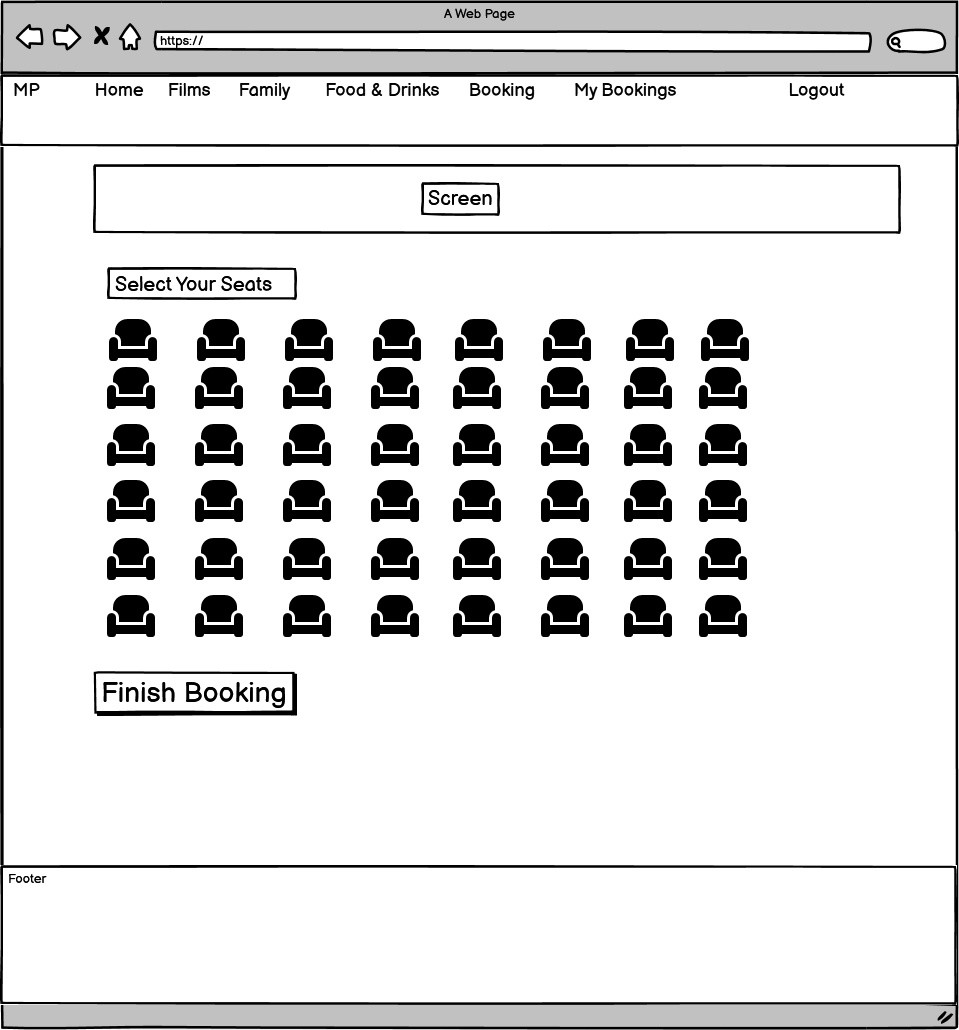 A Web Page
https://
MP Home Films Family Food & Drinks Booking My Bookings Logout
Screen
Select Your Seats
Finish Booking
Footer